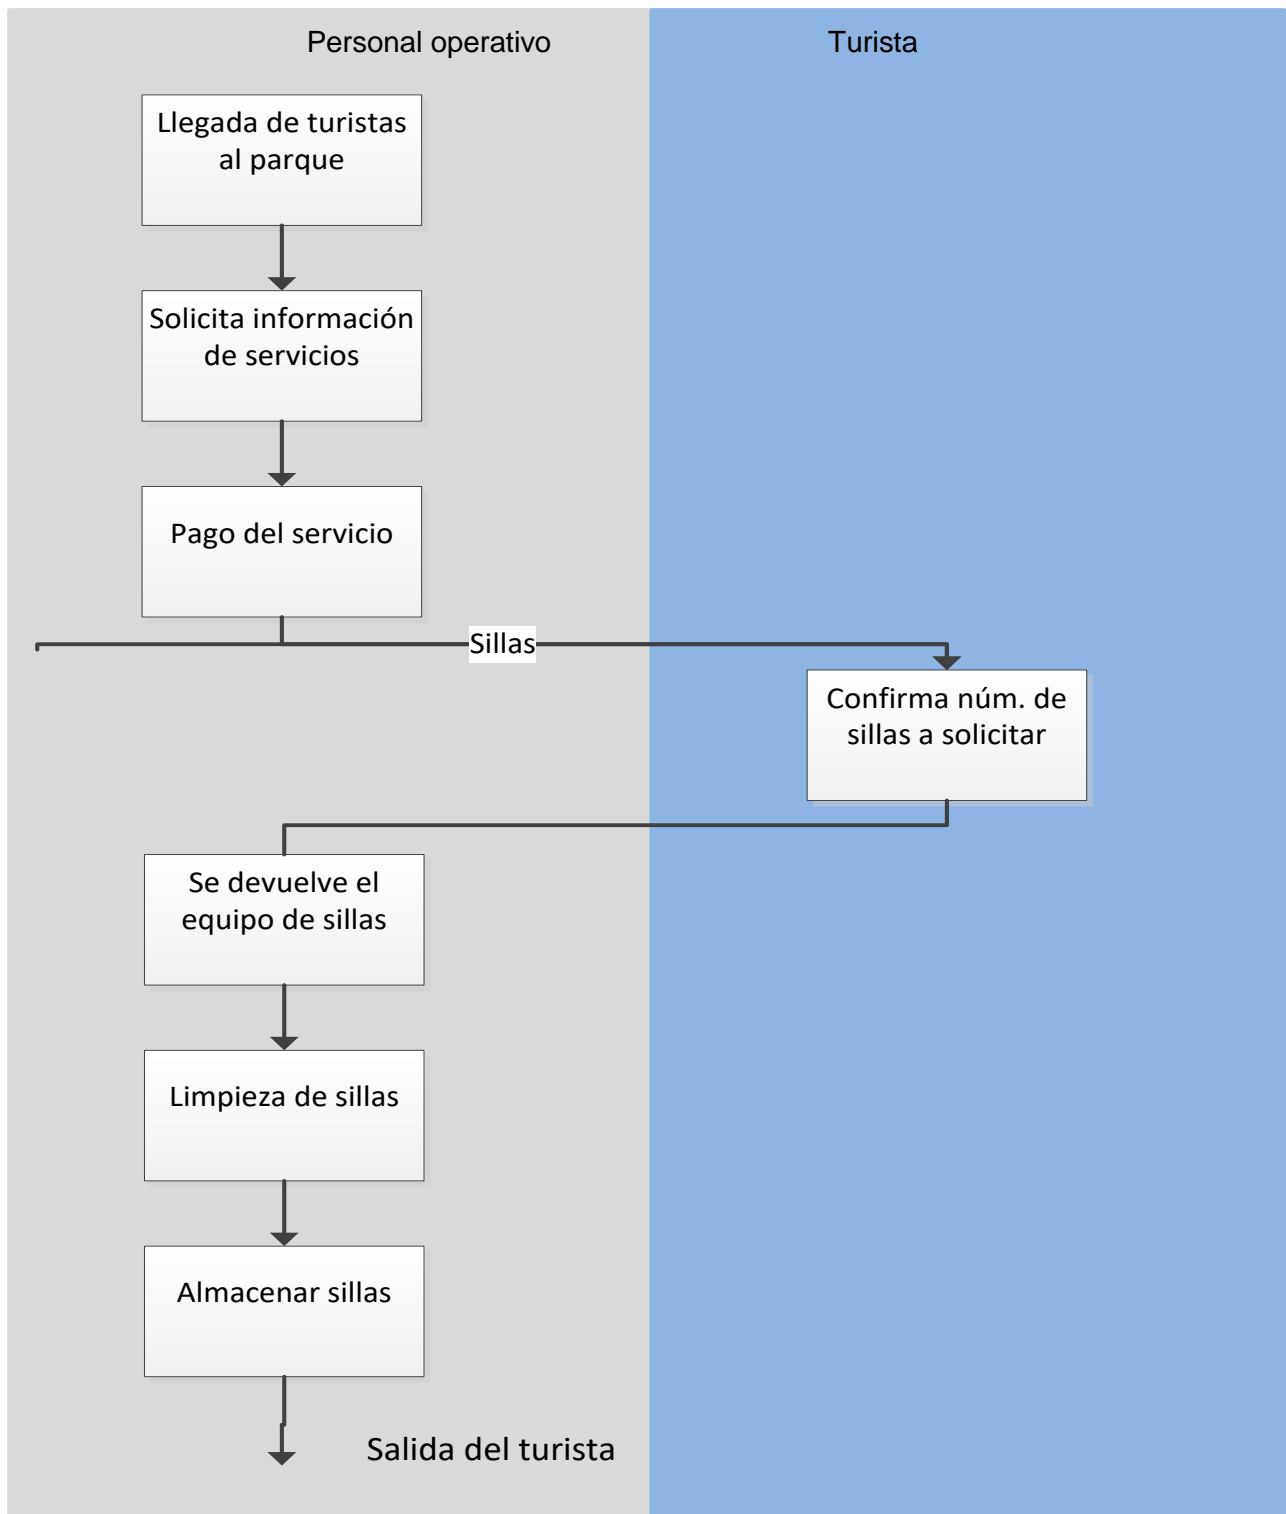 Personal operativo
Turista
Llegada de turistas
al parque
Solicita información
de servicios
Pago del servicio
Sillas
Confirma núm. de
sillas a solicitar
Se devuelve el
equipo de sillas
Limpieza de sillas
Almacenar sillas
Salida del turista